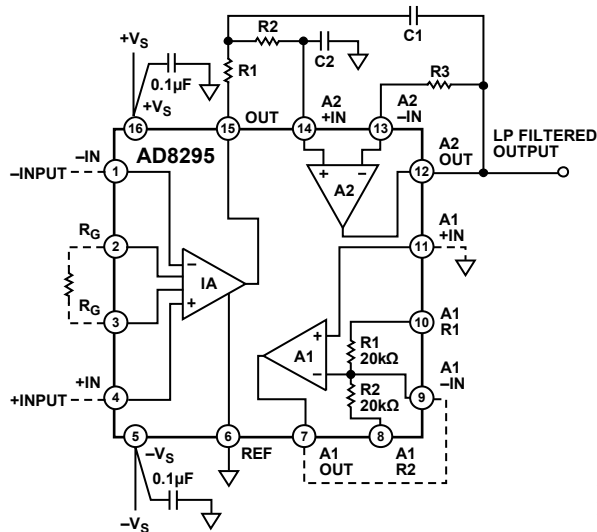 R2
C1
+VS
R1
C2
0.1µF
R3
+VS
OUT
A2
+IN
A2
–IN
LP FILTERED
OUTPUT
16
15
14
13
AD8295
A2
OUT
–IN
–INPUT
1
+
–
A2
12
RG
2
A1
+IN
11
–
IA
+
RG
3
A1
R1
10
+
A1
–
R1
20kΩ
+IN
+INPUT
4
R2
20kΩ
A1
–IN
9
5
6
7
8
–VS
REF
A1
OUT
A1
R2
0.1µF
–VS